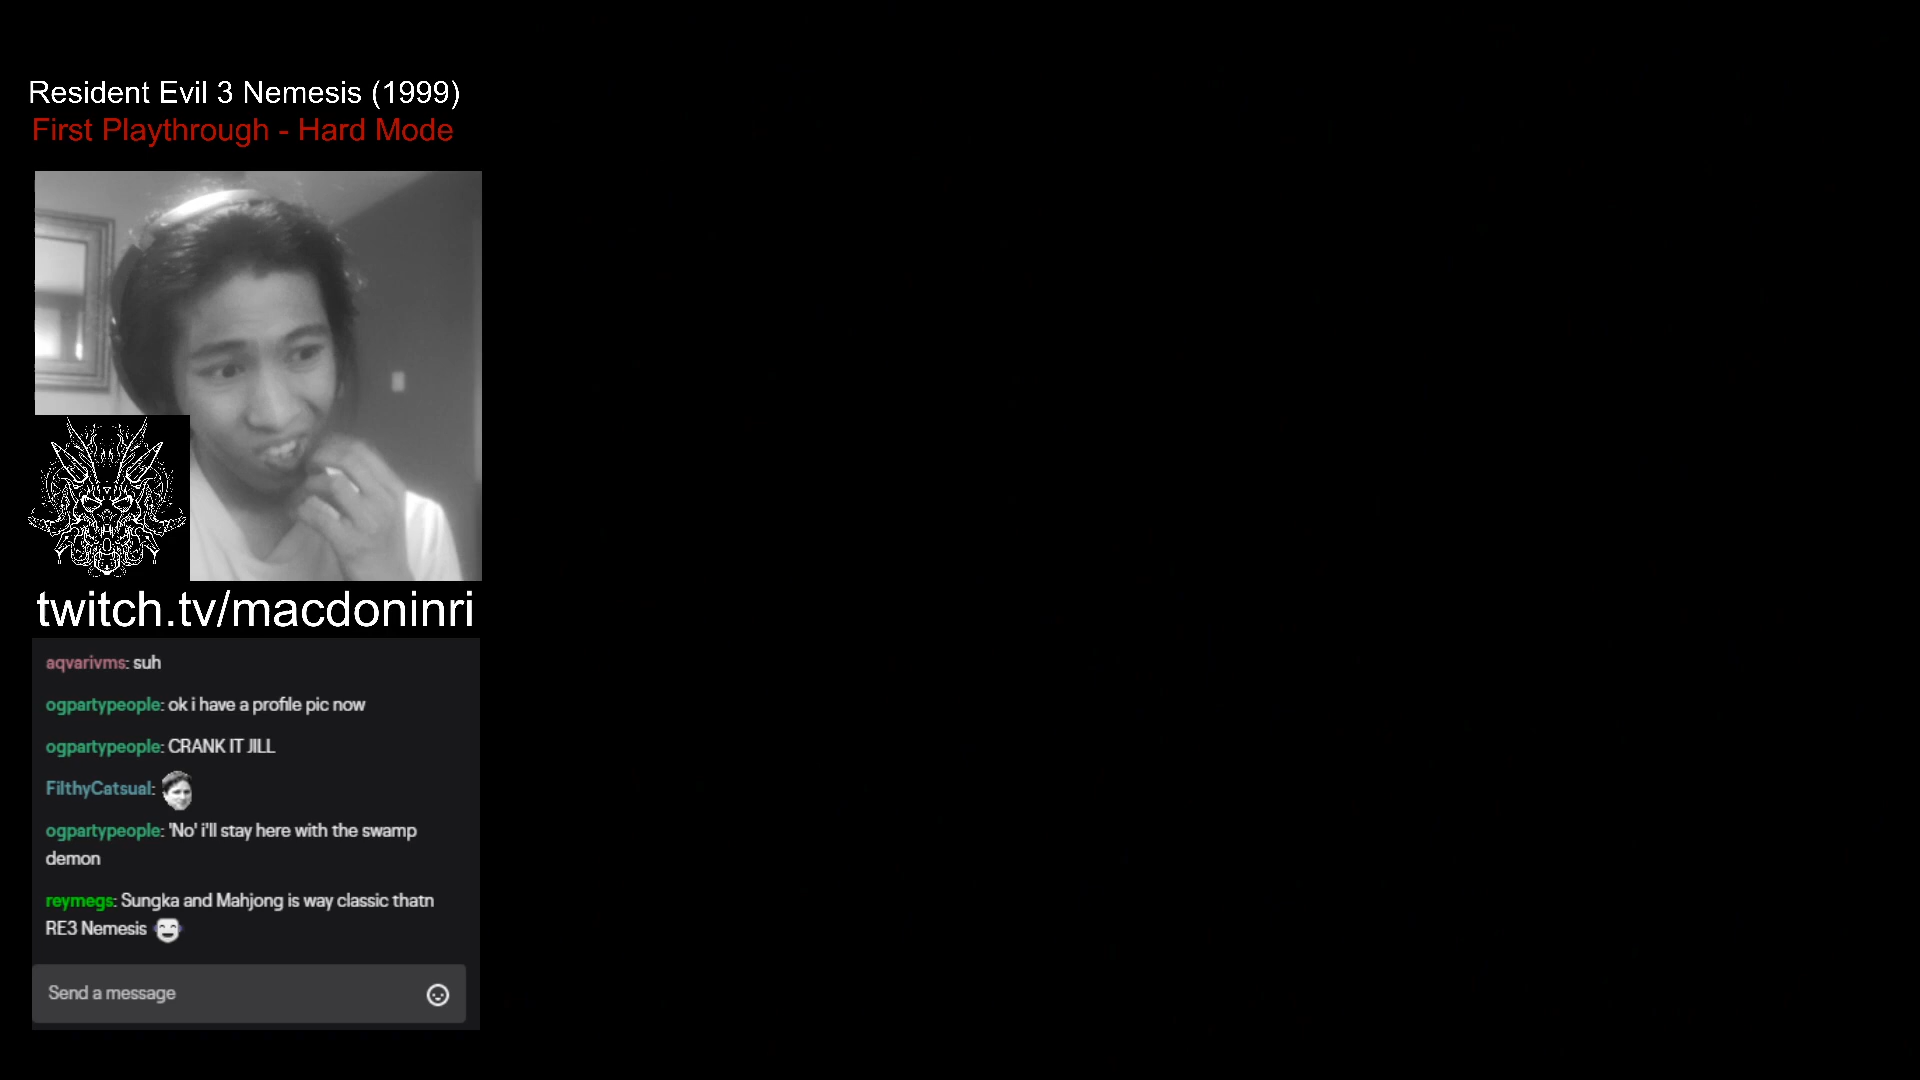 Resident Evil 3 Nemesis (1999)
First Playthrough - Hard Mode
twitch.tv/macdoninri
aqvarivms: suh
ogpartypeople: ok i have a profile pic now
ogpartypeople: CRANK IT JILL
FilthyCatsual:
ogpartypeople: 'No' i'll stay here with the swamp
demon
reymegs: Sungka and Mahjong is way classic thatn
RE3 Nemesis
Send a message